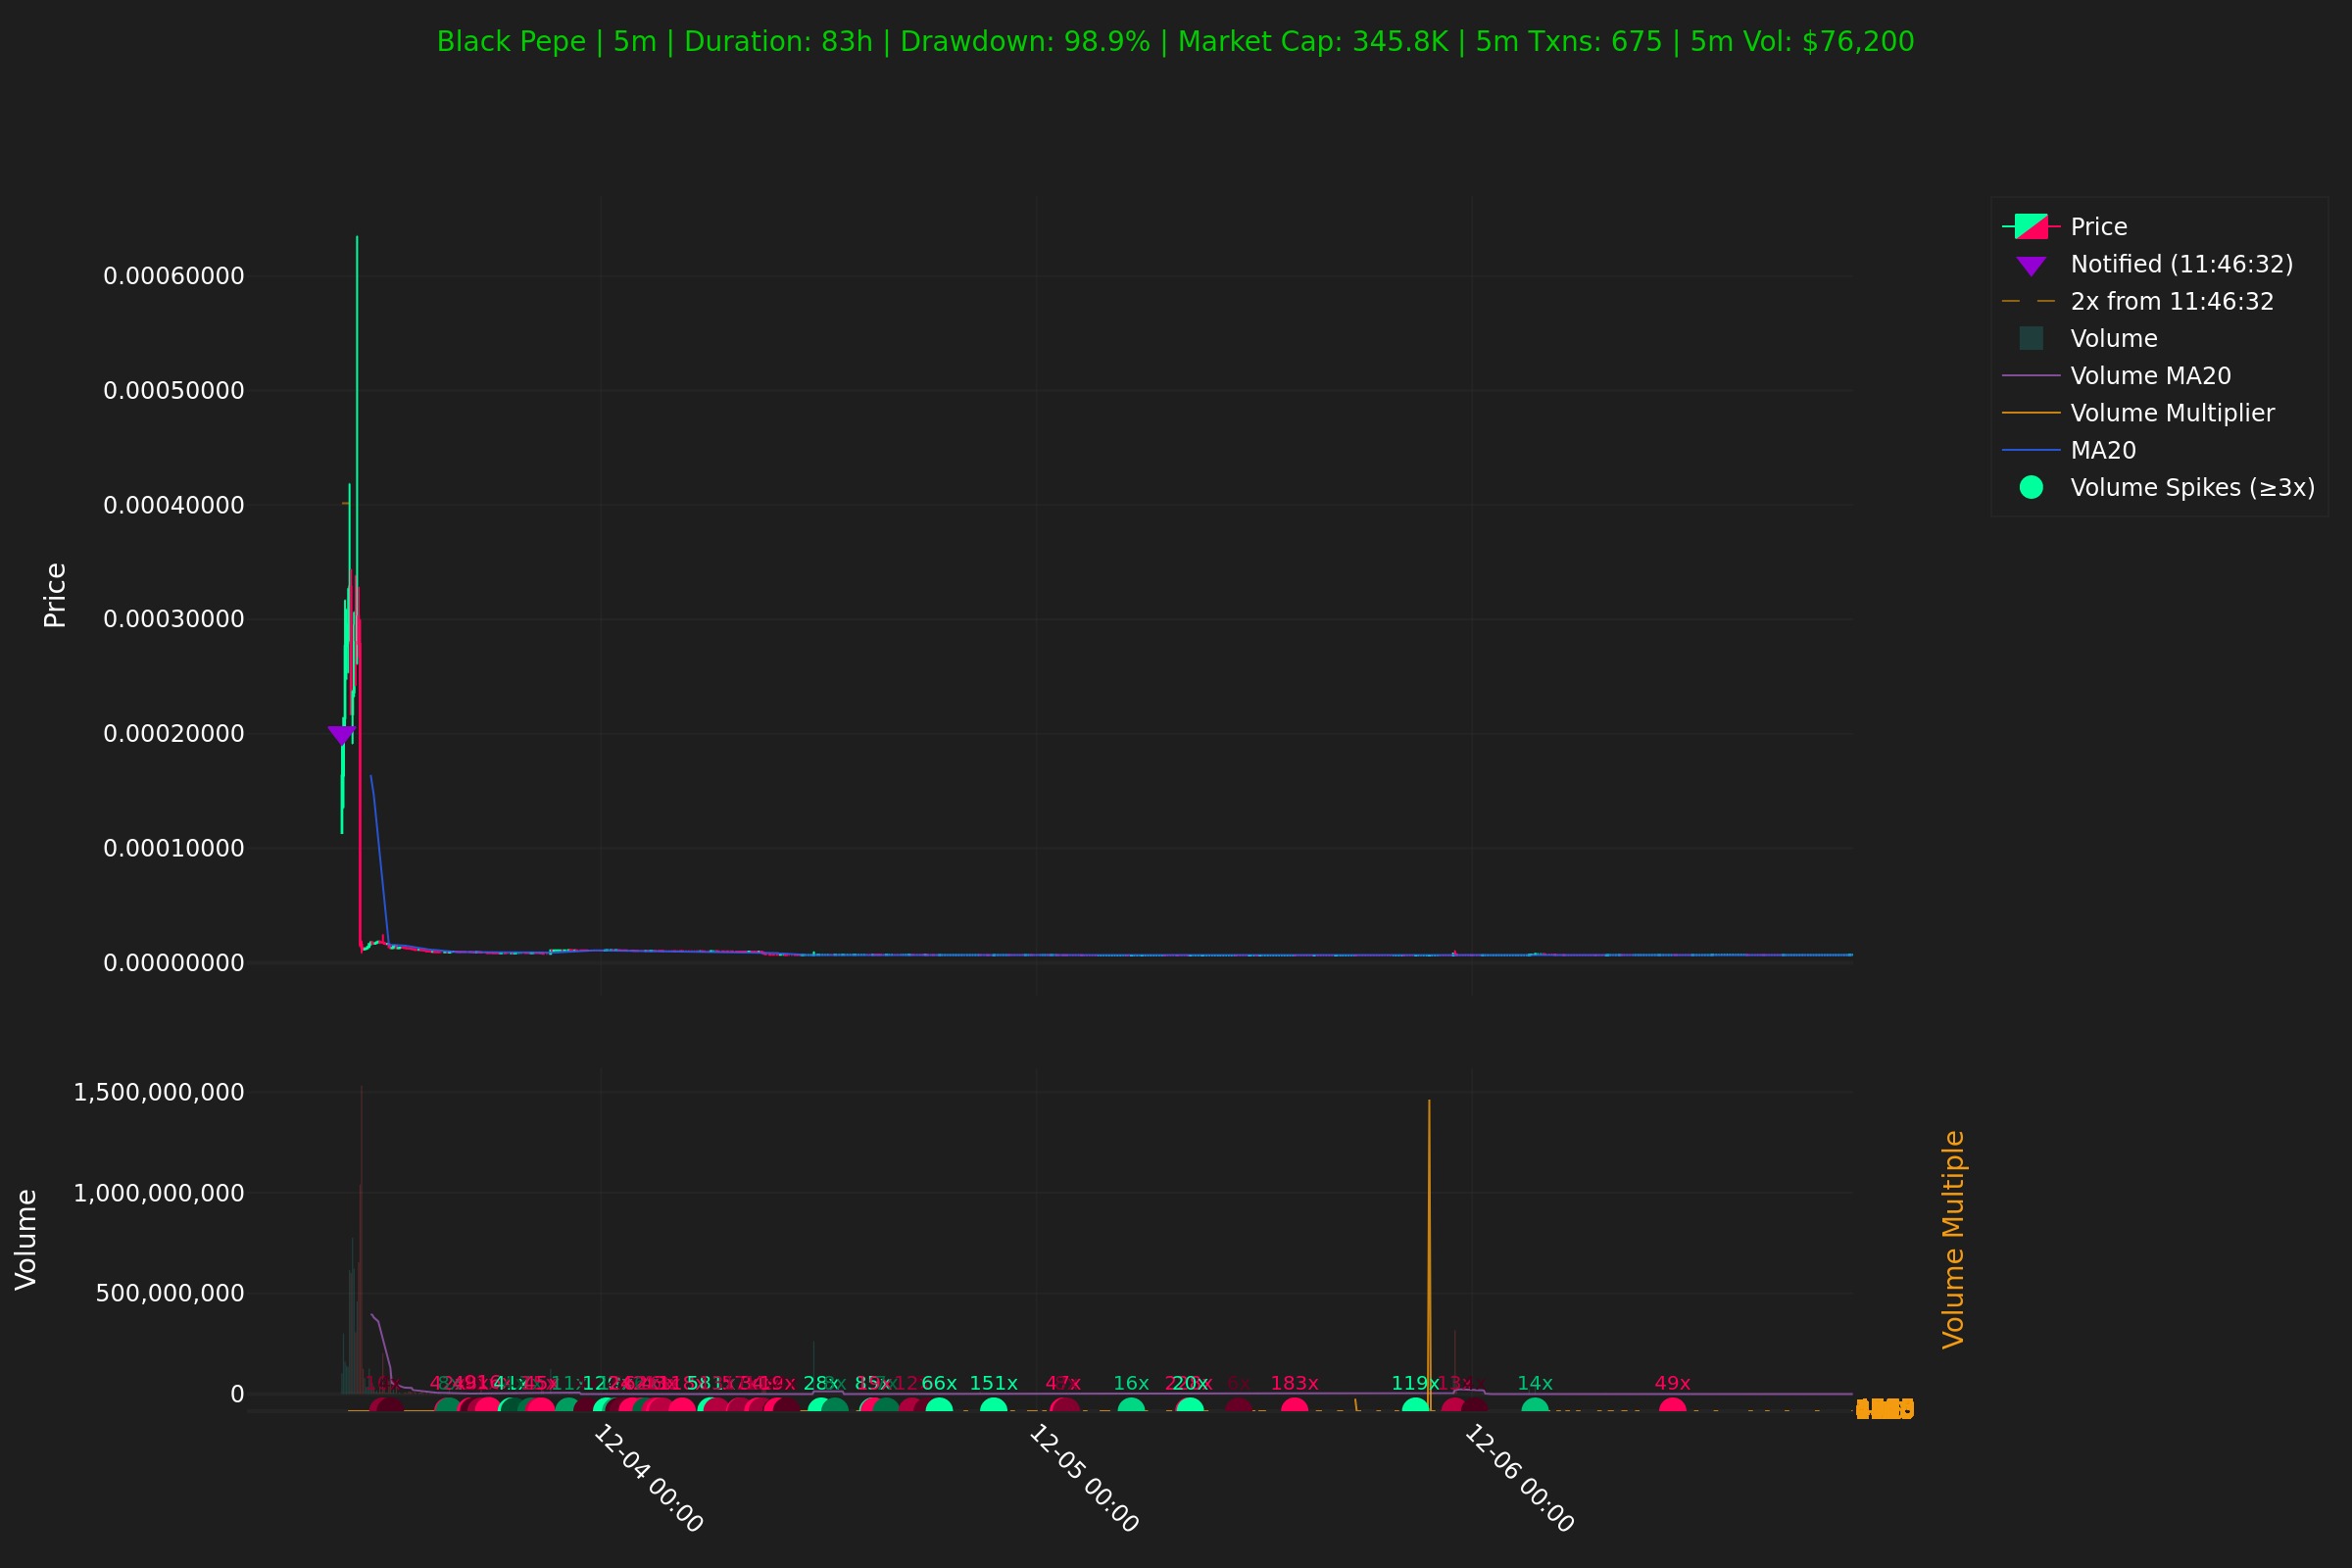 Black Pepe | 5m | Duration: 83h | Drawdown: 98.9% | Market Cap: 345.8K | 5m Txns: 675 | 5m Vol: $76,200
Price
0.00060000
0.00050000
0.00040000
0.00030000
0.00020000
0.00010000
0.00000000
Price
Notified (11:46:32)
2x from 11:46:32
Volume
Volume MA20
Volume Multiplier
MA20
Volume Spikes (≥3x)
Volume
1,500,000,000
1,000,000,000
500,000,000
0
Volume Multiple
28x
85x
66x
151x
47x
16x
20x
6x
183x
119x
13x
14x
49x
12-04 00:00
12-05 00:00
12-06 00:00